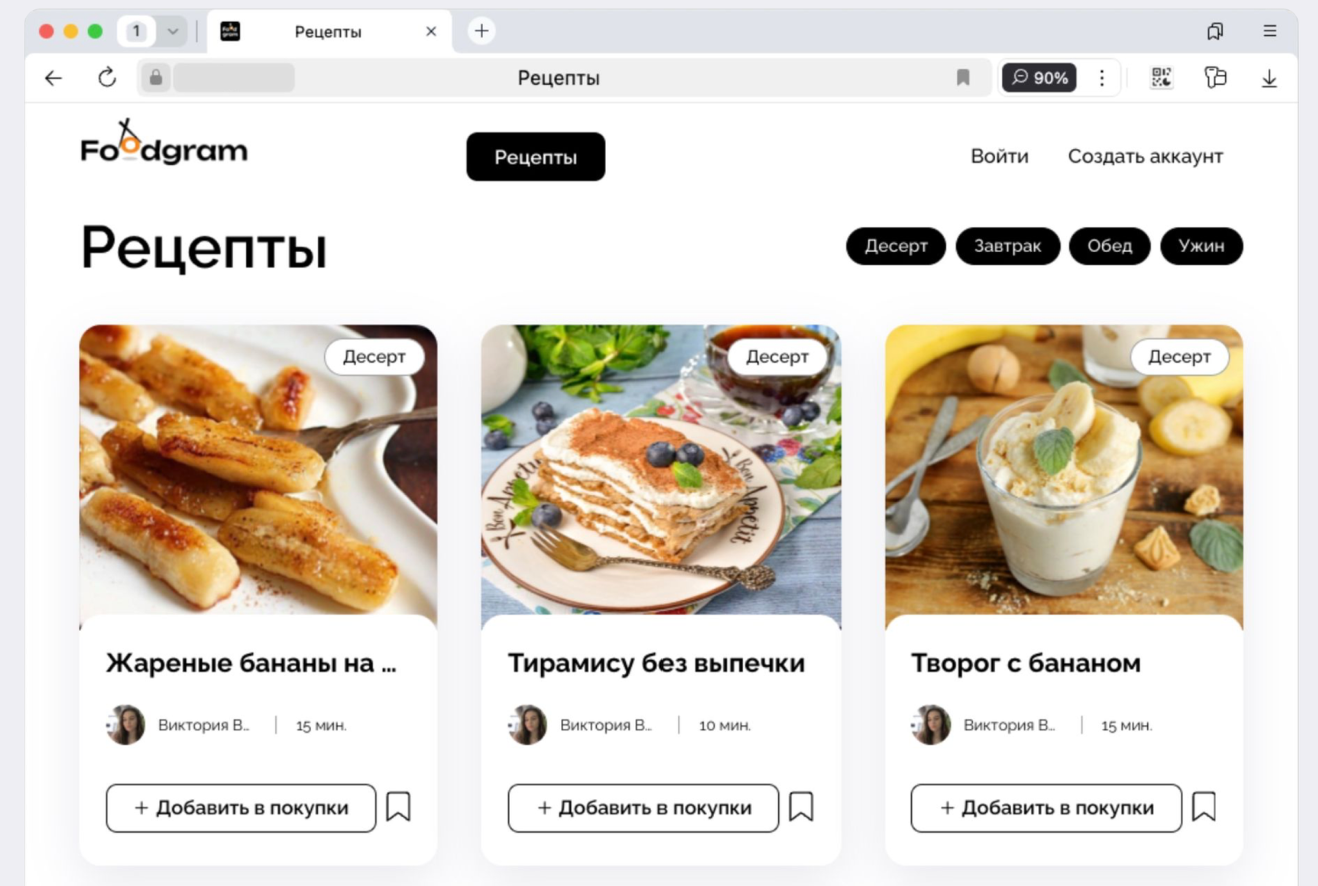 1
Рецепты
Рецепты
90%
Foodgram
Рецепты
Войти
Создать аккаунт
Рецепты
Десерт
Завтрак
Обед
Ужин
Десерт
Жареные бананы на ...
Виктория В...
15 мин.
+ Добавить в покупки
Десерт
Bon Appetit
Bon Appetit
Тирамису без выпечки
Виктория В...
10 мин.
+ Добавить в покупки
Десерт
Творог с бананом
Виктория В...
15 мин.
+ Добавить в покупки